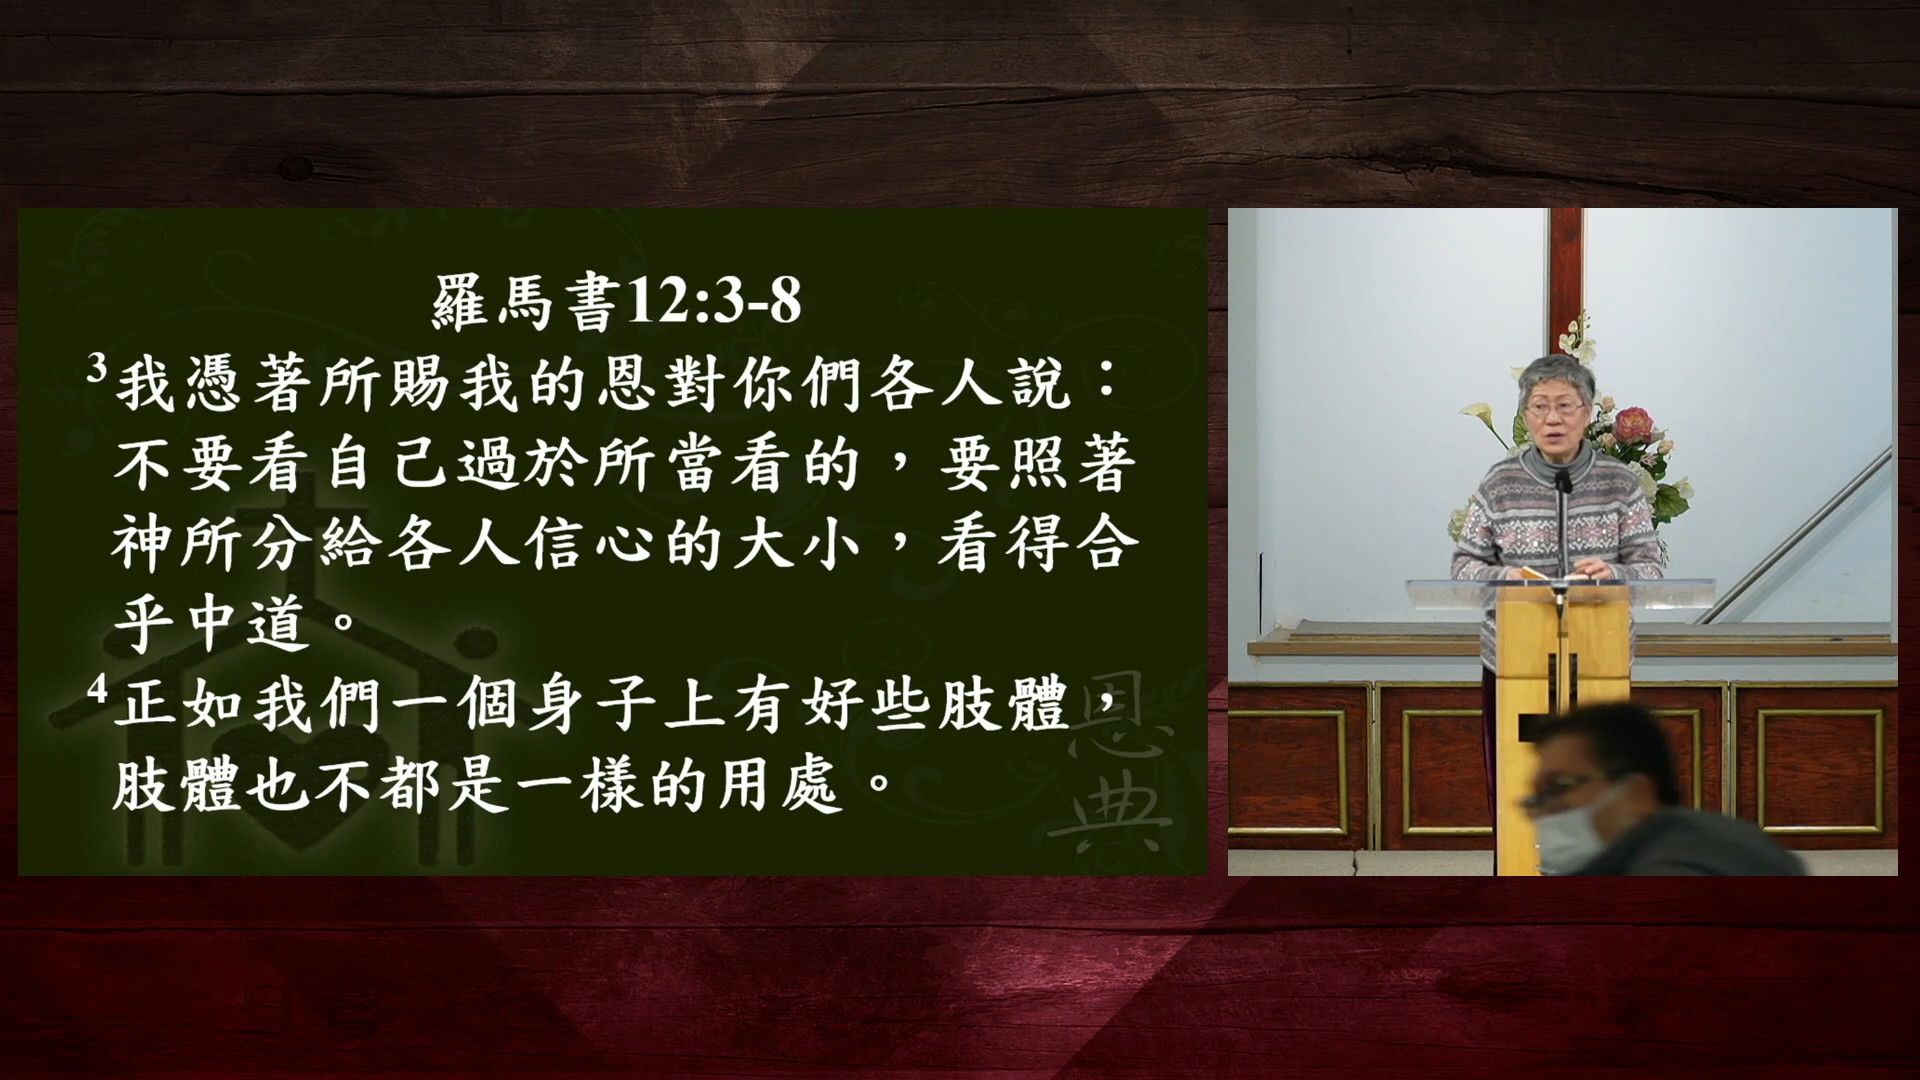 羅馬書12:3-8
3我憑著所賜我的恩對你們各人說：
不要看自己過於所當看的，要照著
神所分給各人信心的大小，看得合
乎中道。
4正如我們一個身子上有好些肢體，
肢體也不都是一樣的用處。
恩典